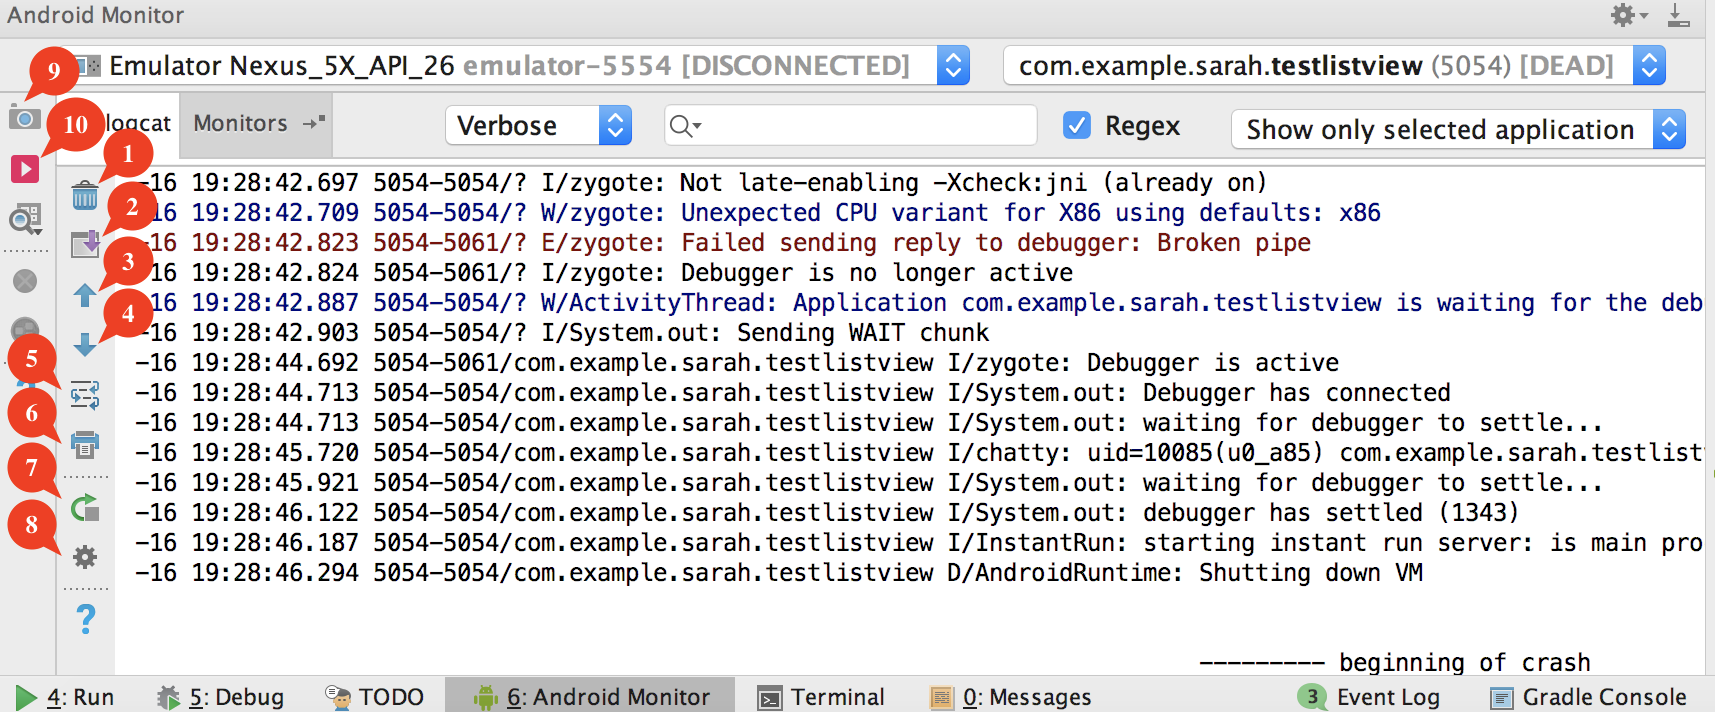 Android Monitor
9 Emulator Nexus_5X_API_26 emulator-5554 [DISCONNECTED] com.example.sarah.testlistview (5054) [DEAD]
10 logcat Monitors Verbose Regex Show only selected application
1 -16 19:28:42.697 5054-5054/? I/zygote: Not late-enabling -Xcheck:jni (already on)
2 -16 19:28:42.709 5054-5054/? W/zygote: Unexpected CPU variant for X86 using defaults: x86
-16 19:28:42.823 5054-5061/? E/zygote: Failed sending reply to debugger: Broken pipe
3 -16 19:28:42.824 5054-5061/? I/zygote: Debugger is no longer active
4 -16 19:28:42.887 5054-5054/? W/ActivityThread: Application com.example.sarah.testlistview is waiting for the deb
-16 19:28:42.903 5054-5054/? I/System.out: Sending WAIT chunk
5 -16 19:28:44.692 5054-5061/com.example.sarah.testlistview I/zygote: Debugger is active
-16 19:28:44.713 5054-5054/com.example.sarah.testlistview I/System.out: Debugger has connected
6 -16 19:28:44.713 5054-5054/com.example.sarah.testlistview I/System.out: waiting for debugger to settle...
-16 19:28:45.720 5054-5054/com.example.sarah.testlistview I/chatty: uid=10085(u0_a85) com.example.sarah.testlist
7 -16 19:28:45.921 5054-5054/com.example.sarah.testlistview I/System.out: waiting for debugger to settle...
8 -16 19:28:46.122 5054-5054/com.example.sarah.testlistview I/System.out: debugger has settled (1343)
-16 19:28:46.187 5054-5054/com.example.sarah.testlistview I/InstantRun: starting instant run server: is main pro
-16 19:28:46.294 5054-5054/com.example.sarah.testlistview D/AndroidRuntime: Shutting down VM
?
--------- beginning of crash
4: Run 5: Debug TODO 6: Android Monitor Terminal 0: Messages 3 Event Log Gradle Console